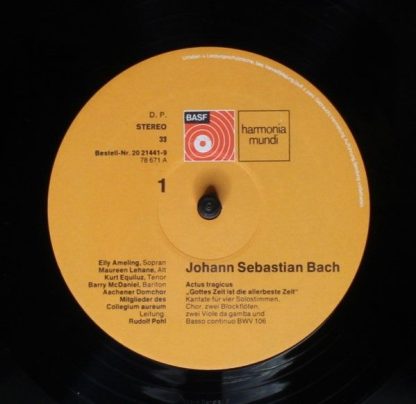 Urheber- u. Leistungsschutzrechte
D. P.
STEREO
33
Bestell-Nr. 20 21441-9
78 671 A
BASF
harmonia
mundi
1
Elly Ameling, Sopran
Maureen Lehane, Alt
Kurt Equiluz, Tenor
Barry McDaniel, Bariton
Aachener Domchor
Mitglieder des
Collegium aureum
Leitung
Rudolf Pohl
Johann Sebastian Bach
Actus tragicus
„Gottes Zeit ist die allerbeste Zeit"
Kantate für vier Solostimmen,
Chor, zwei Blockflöten,
zwei Viole da gamba und
Basso continuo BWV 106